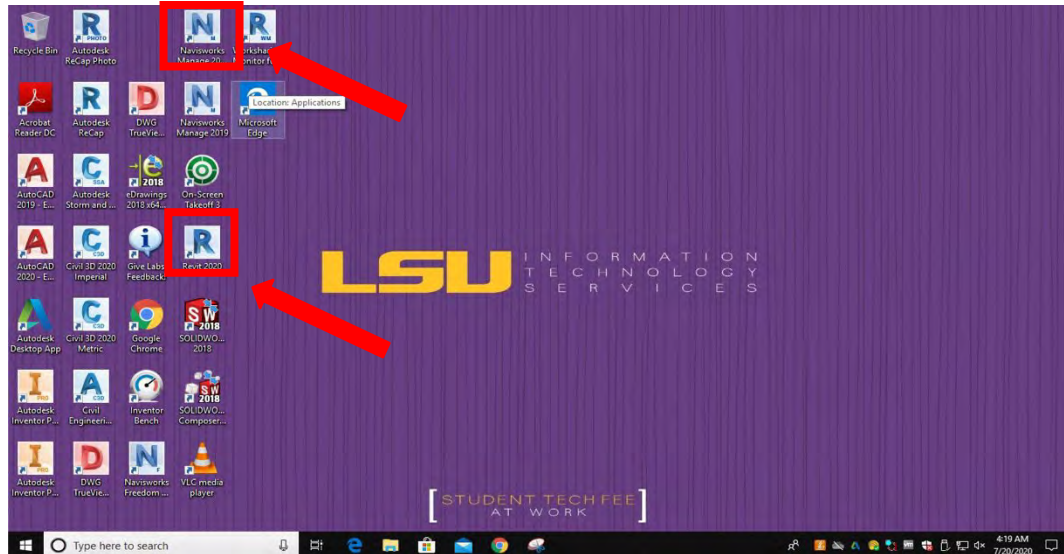 Recycle Bin
Autodesk
ReCap Photo
Navisworks
Manage 20...
Monitor f...
Acrobat
Reader DC
Autodesk
ReCap
DWG
TrueVie...
Navisworks
Manage 2019
Microsoft
Edge
Location: Applications
AutoCAD
2019 - E...
Autodesk
Storm and ...
eDrawings
2018 x64...
On-Screen
Takeoff 3
AutoCAD
2020 - E...
Civil 3D 2020
Imperial
Give Labs
Feedback
Revit 2020
Autodesk
Desktop App
Civil 3D 2020
Metric
Google
Chrome
SOLIDWO...
2018
Autodesk
Inventor P...
Civil
Engineeri...
Inventor
Bench
SOLIDWO...
Composer...
Autodesk
Inventor P...
DWG
TrueVie...
Navisworks
Freedom ...
VLC media
player
LSU
INFORMATION
TECHNOLOGY
SERVICES
[STUDENT TECH FEE]
AT WORK
Type here to search
4:19 AM
7/20/2020